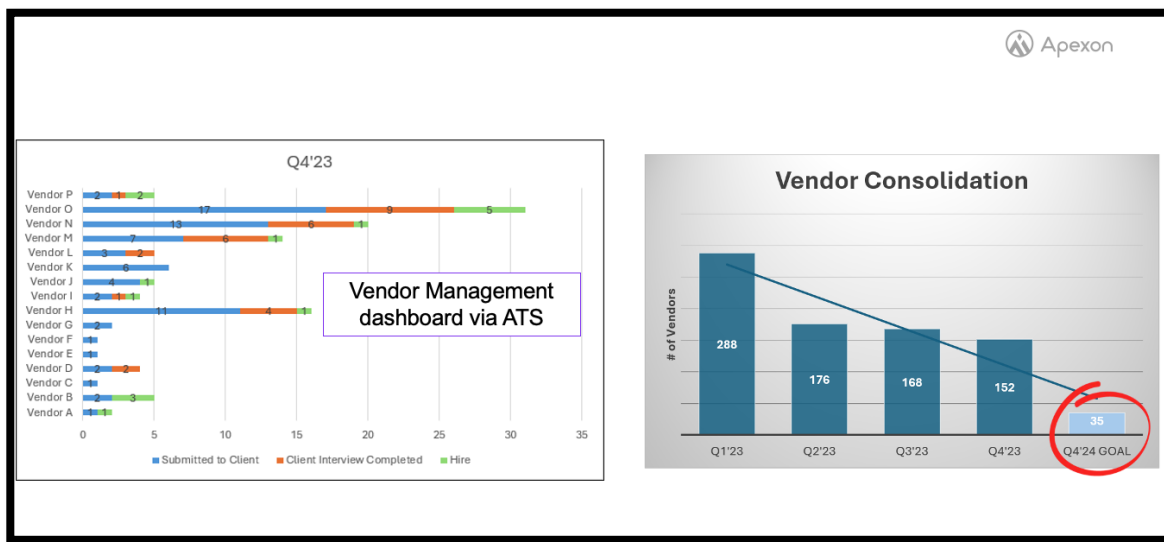 Apexon
Q4'23
Vendor P 2 1 2
Vendor O 17 9 5
Vendor N 13 6 1
Vendor M 7 6 1
Vendor L 3 2
Vendor K 6
Vendor J 4 1
Vendor I 2 1 1
Vendor H 11 4 1
Vendor G 2
Vendor F 1
Vendor E 1
Vendor D 2 2
Vendor C 1
Vendor B 2 3
Vendor A 1 1
0 5 10 15 20 25 30 35
Submitted to Client Client Interview Completed Hire
Vendor Management
dashboard via ATS
Vendor Consolidation
# of Vendors
288 176 168 152 35
Q1'23 Q2'23 Q3'23 Q4'23 Q4'24 GOAL